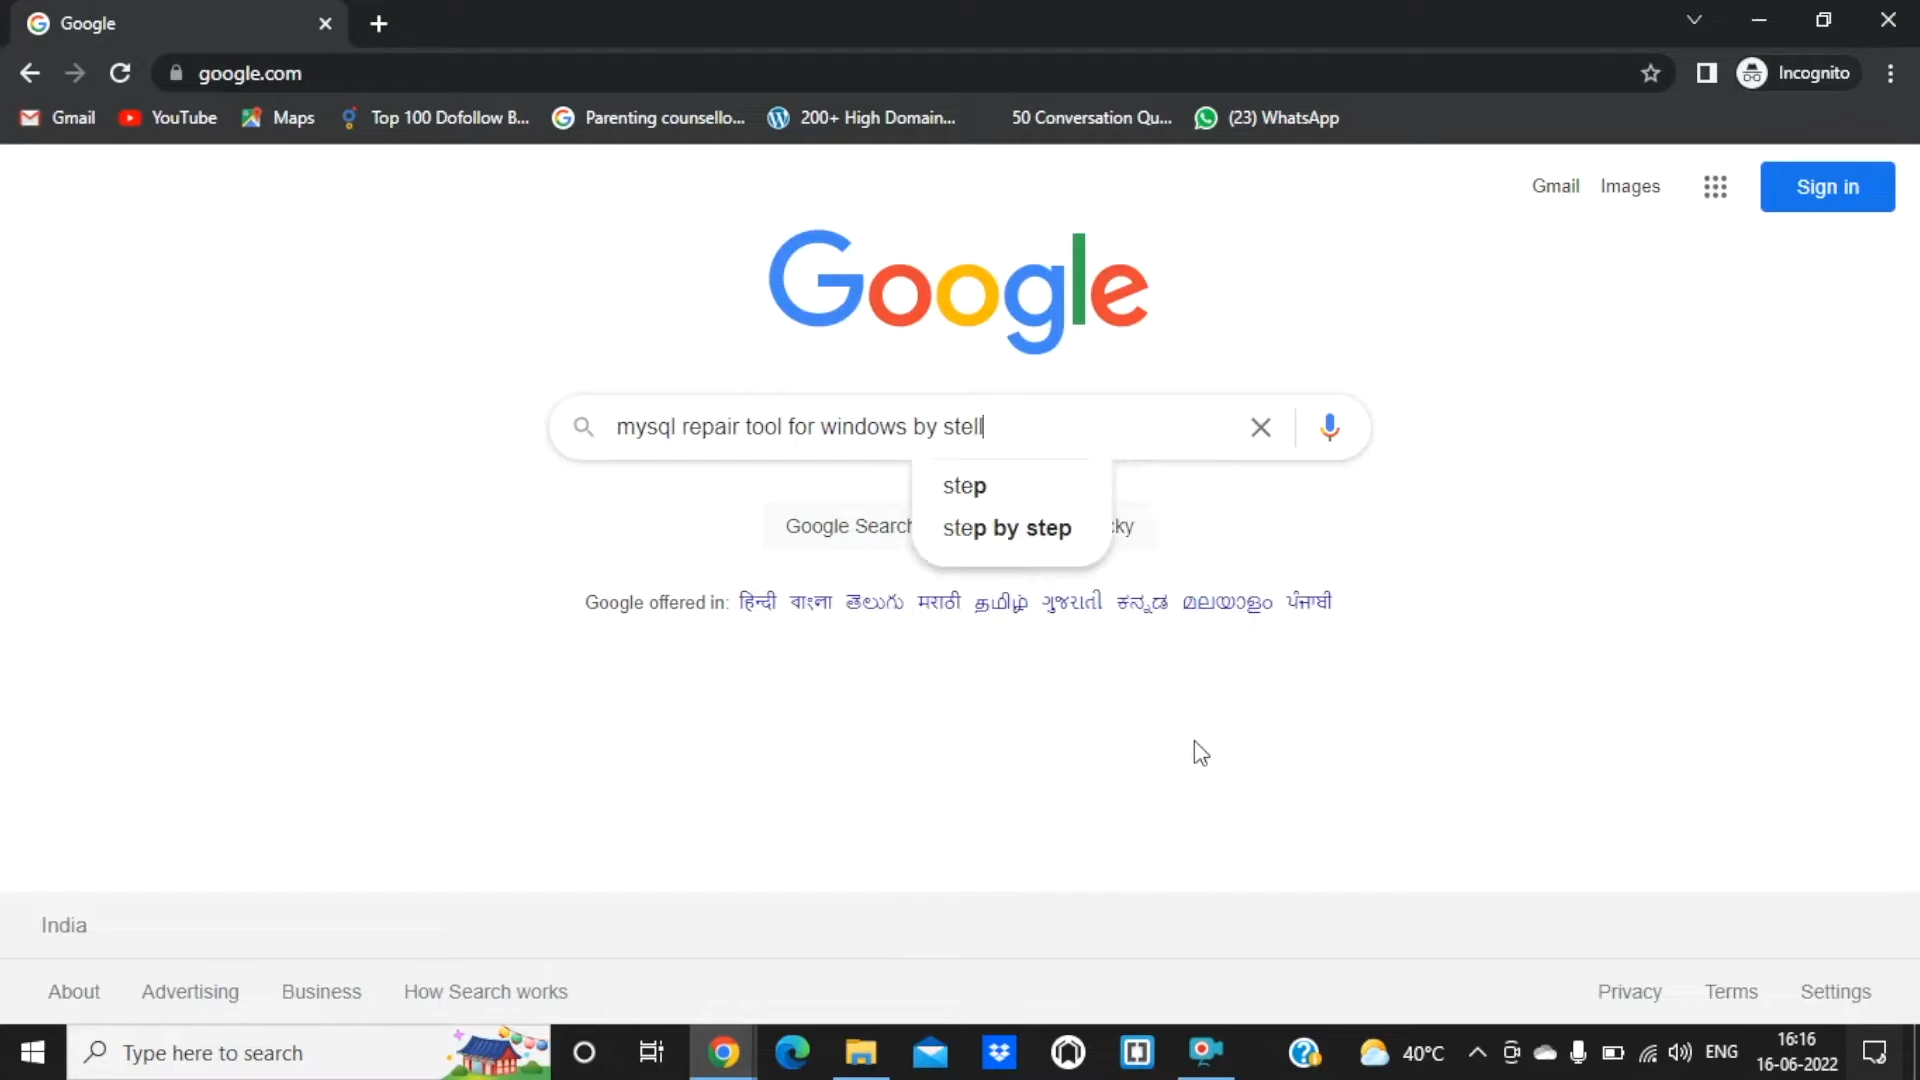 Google
google.com
Incognito
Gmail YouTube Maps Top 100 Dofollow B... Parenting counsello... 200+ High Domain... 50 Conversation Qu... (23) WhatsApp
Gmail Images Sign in
Google
mysql repair tool for windows by stell
step
step by step
Google Search cky
Google offered in: हिन्दी বাংলা తెలుగు मराठी தமிழ் ગુજરાતી ಕನ್ನಡ മലയാളം ਪੰਜਾਬੀ
India
About Advertising Business How Search works Privacy Terms Settings
Type here to search
40°C ENG 16:16
16-06-2022